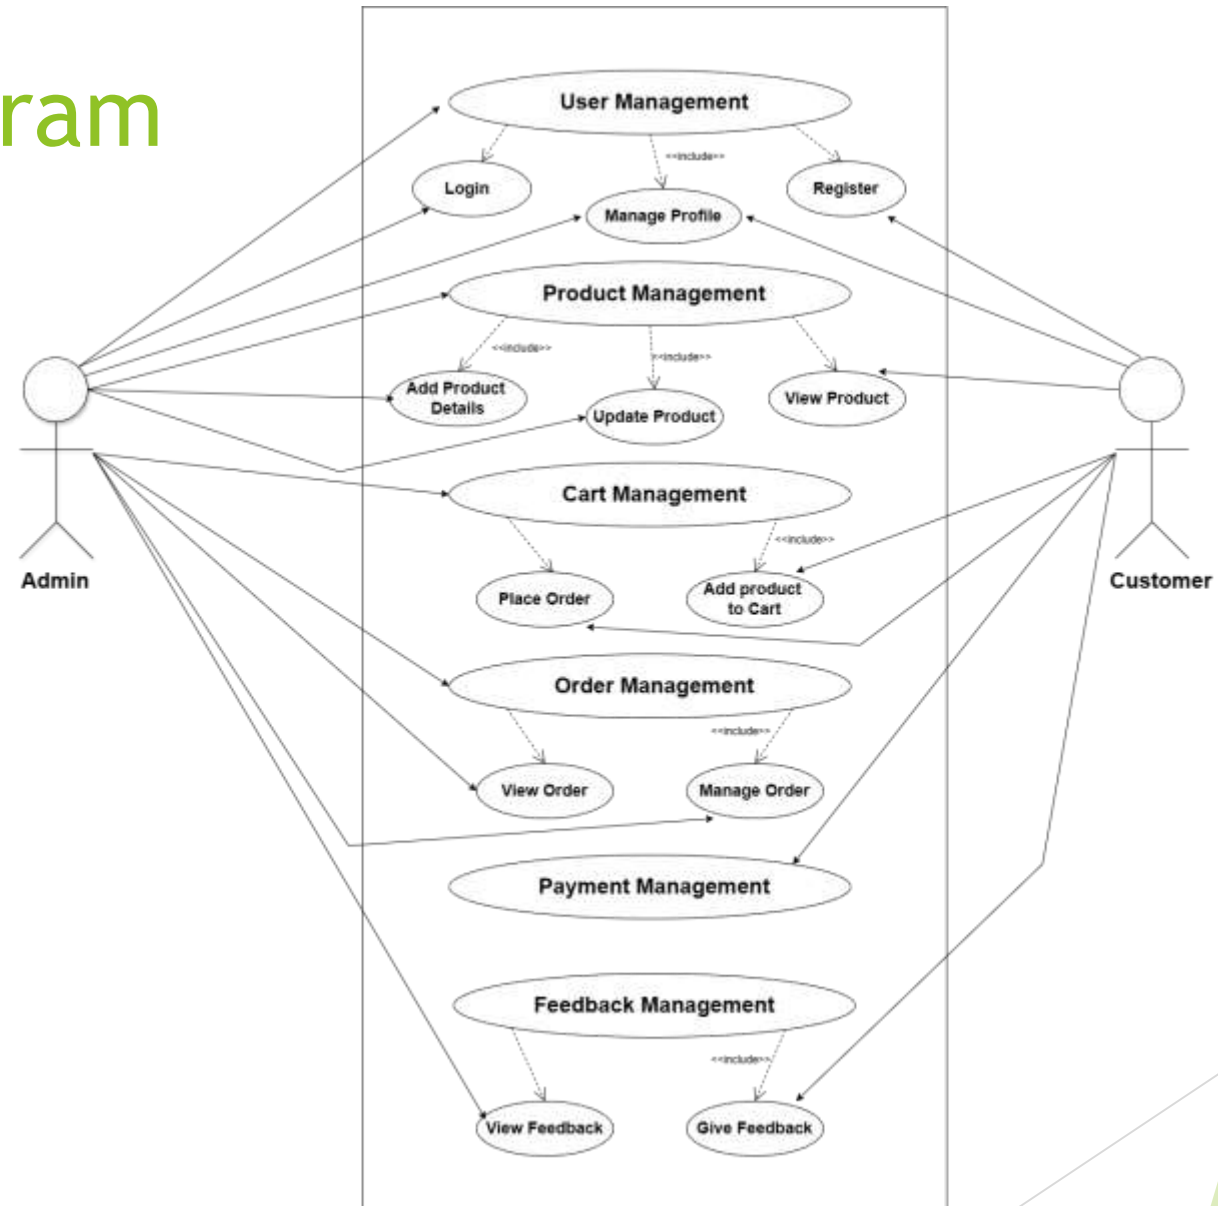 ram
User Management
<<include>>
Login
Register
Manage Profile
Product Management
<<include>>
<<include>>
Add Product
Details
View Product
Update Product
Cart Management
<<include>>
Place Order
Add product
to Cart
Admin
Customer
Order Management
<<include>>
View Order
Manage Order
Payment Management
Feedback Management
<<include>>
View Feedback
Give Feedback